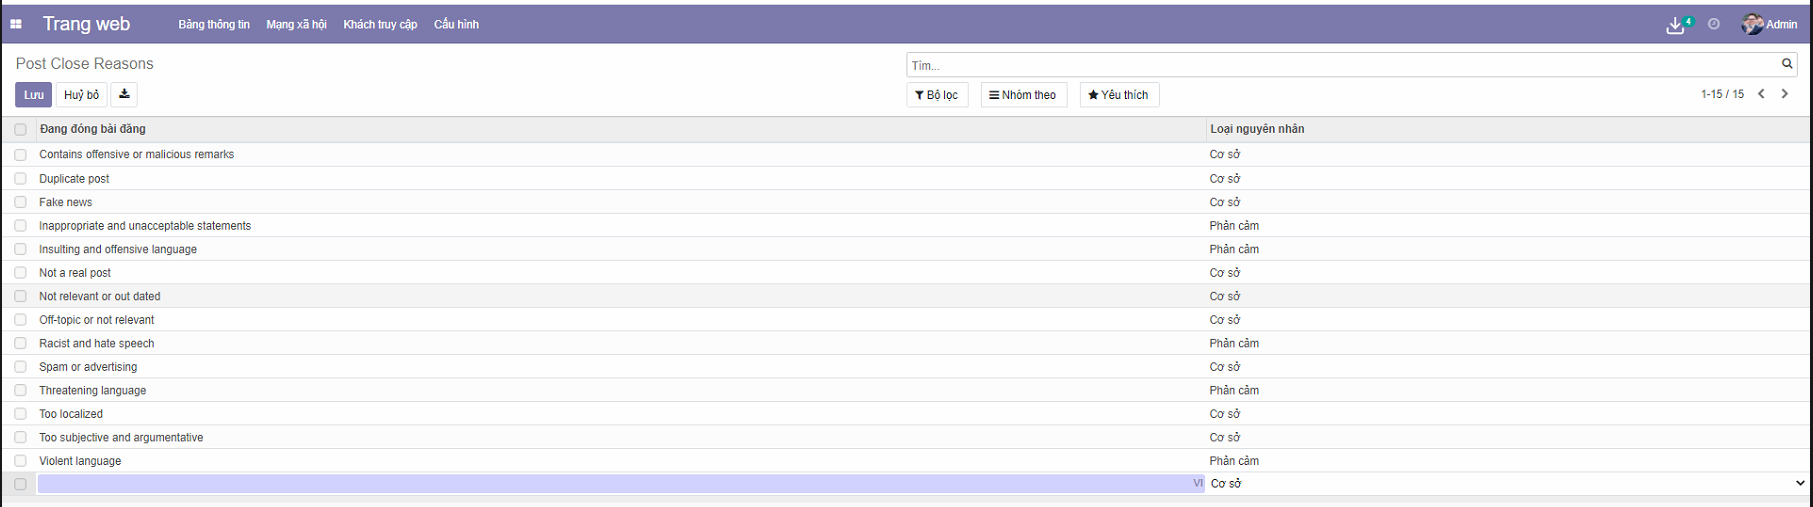 Trang web Bảng thông tin Mạng xã hội Khách truy cập Cấu hình 4 Admin
Post Close Reasons Tìm...
Lưu Huỷ bỏ Bộ lọc Nhóm theo Yêu thích 1-15 / 15
Đang đóng bài đăng Loại nguyên nhân
Contains offensive or malicious remarks Cơ sở
Duplicate post Cơ sở
Fake news Cơ sở
Inappropriate and unacceptable statements Phản cảm
Insulting and offensive language Phản cảm
Not a real post Cơ sở
Not relevant or out dated Cơ sở
Off-topic or not relevant Cơ sở
Racist and hate speech Phản cảm
Spam or advertising Cơ sở
Threatening language Phản cảm
Too localized Cơ sở
Too subjective and argumentative Cơ sở
Violent language Phản cảm
VI Cơ sở